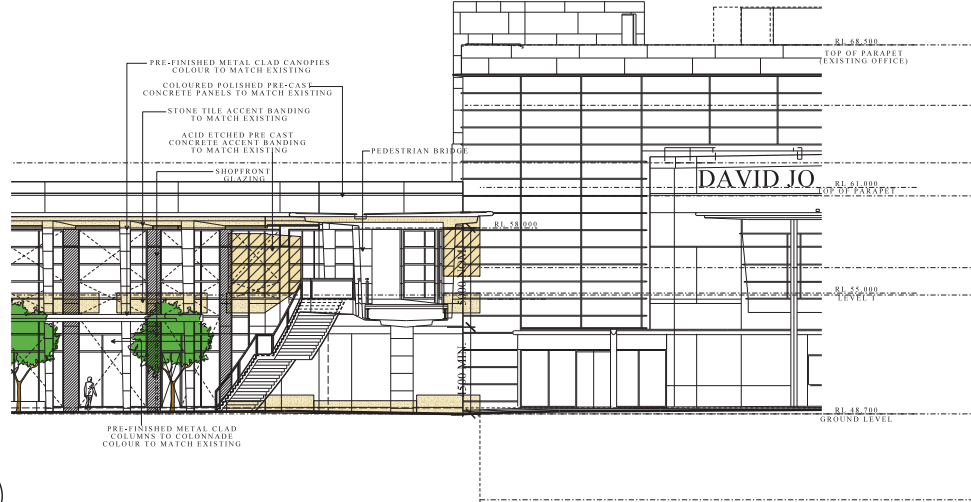 RL 68.500
TOP OF PARAPET
(EXISTING OFFICE)
PRE-FINISHED METAL CLAD CANOPIES
COLOUR TO MATCH EXISTING
COLOURED POLISHED PRE-CAST
CONCRETE PANELS TO MATCH EXISTING
STONE TILE ACCENT BANDING
TO MATCH EXISTING
ACID ETCHED PRE CAST
CONCRETE ACCENT BANDING
TO MATCH EXISTING
PEDESTRIAN BRIDGE
SHOPFRONT
GLAZING
DAVID JO
RL 61.000
TOP OF PARAPET
RL 58.000
RL 55.000
LEVEL 1
4500 MIN
RL 48.700
GROUND LEVEL
PRE-FINISHED METAL CLAD
COLUMNS TO COLONNADE
COLOUR TO MATCH EXISTING